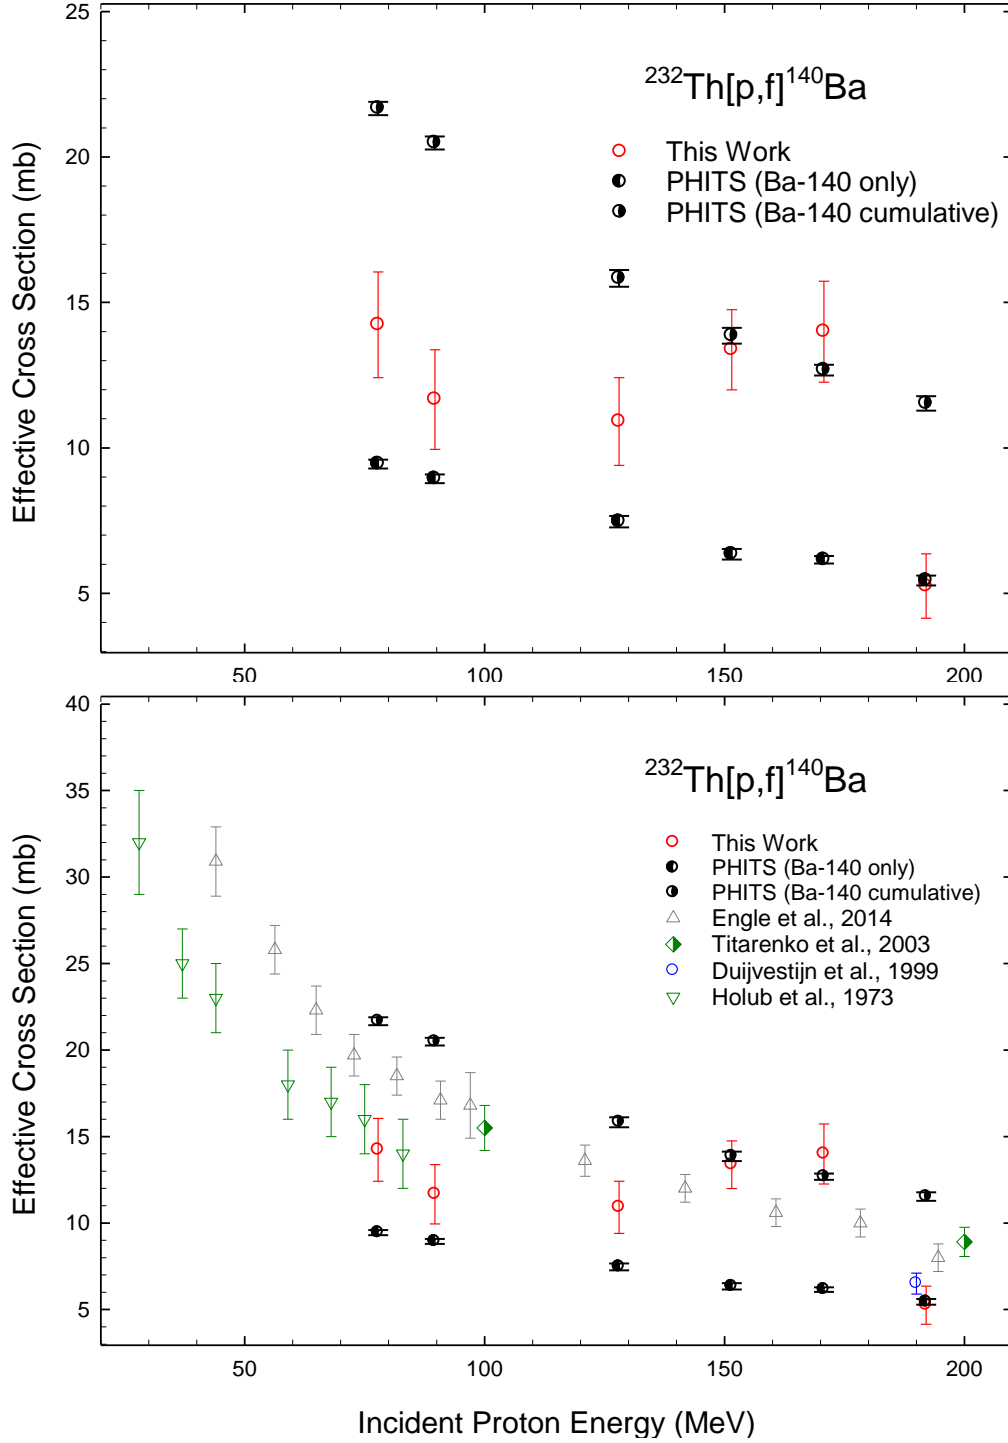 25
20
15
10
5
Effective Cross Section (mb)
²³²Th[p,f]¹⁴⁰Ba
This Work
PHITS (Ba-140 only)
PHITS (Ba-140 cumulative)
50 100 150 200
40
35
30
25
20
15
10
5
Effective Cross Section (mb)
²³²Th[p,f]¹⁴⁰Ba
This Work
PHITS (Ba-140 only)
PHITS (Ba-140 cumulative)
Engle et al., 2014
Titarenko et al., 2003
Duijvestijn et al., 1999
Holub et al., 1973
50 100 150 200
Incident Proton Energy (MeV)